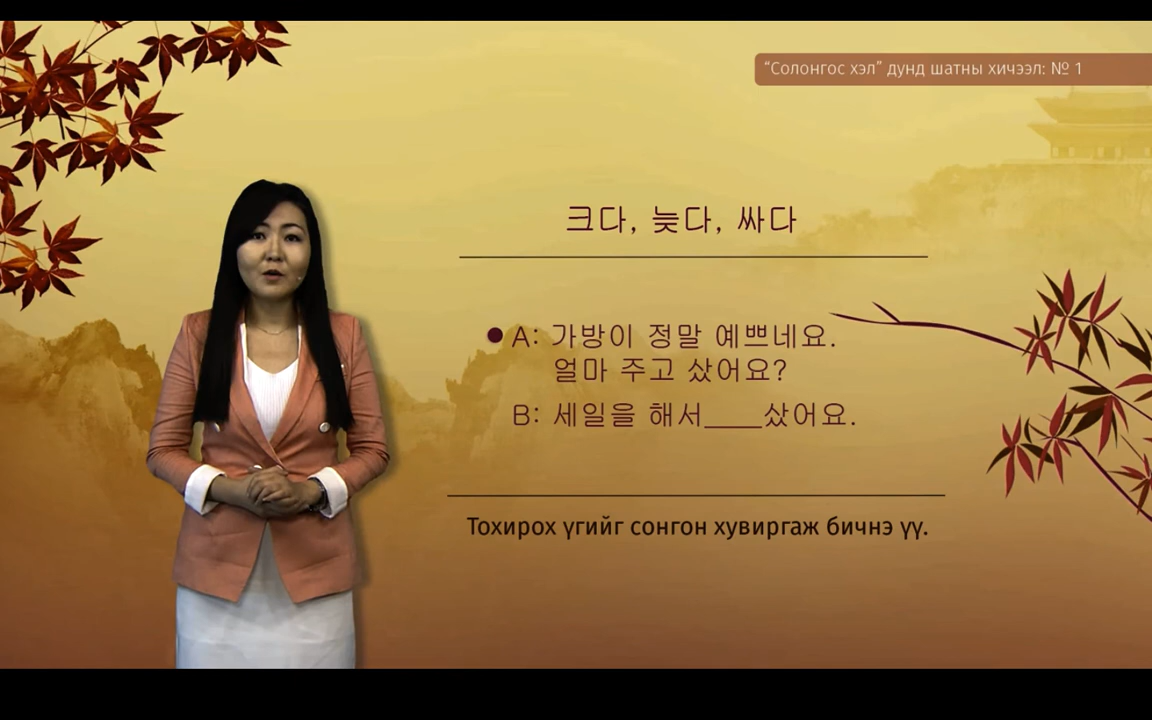 “Солонгос хэл” дунд шатны хичээл: № 1
크다, 늦다, 싸다
A: 가방이 정말 예쁘네요.
얼마 주고 샀어요?
B: 세일을 해서____샀어요.
Тохирох үгийг сонгон хувиргаж бичнэ үү.